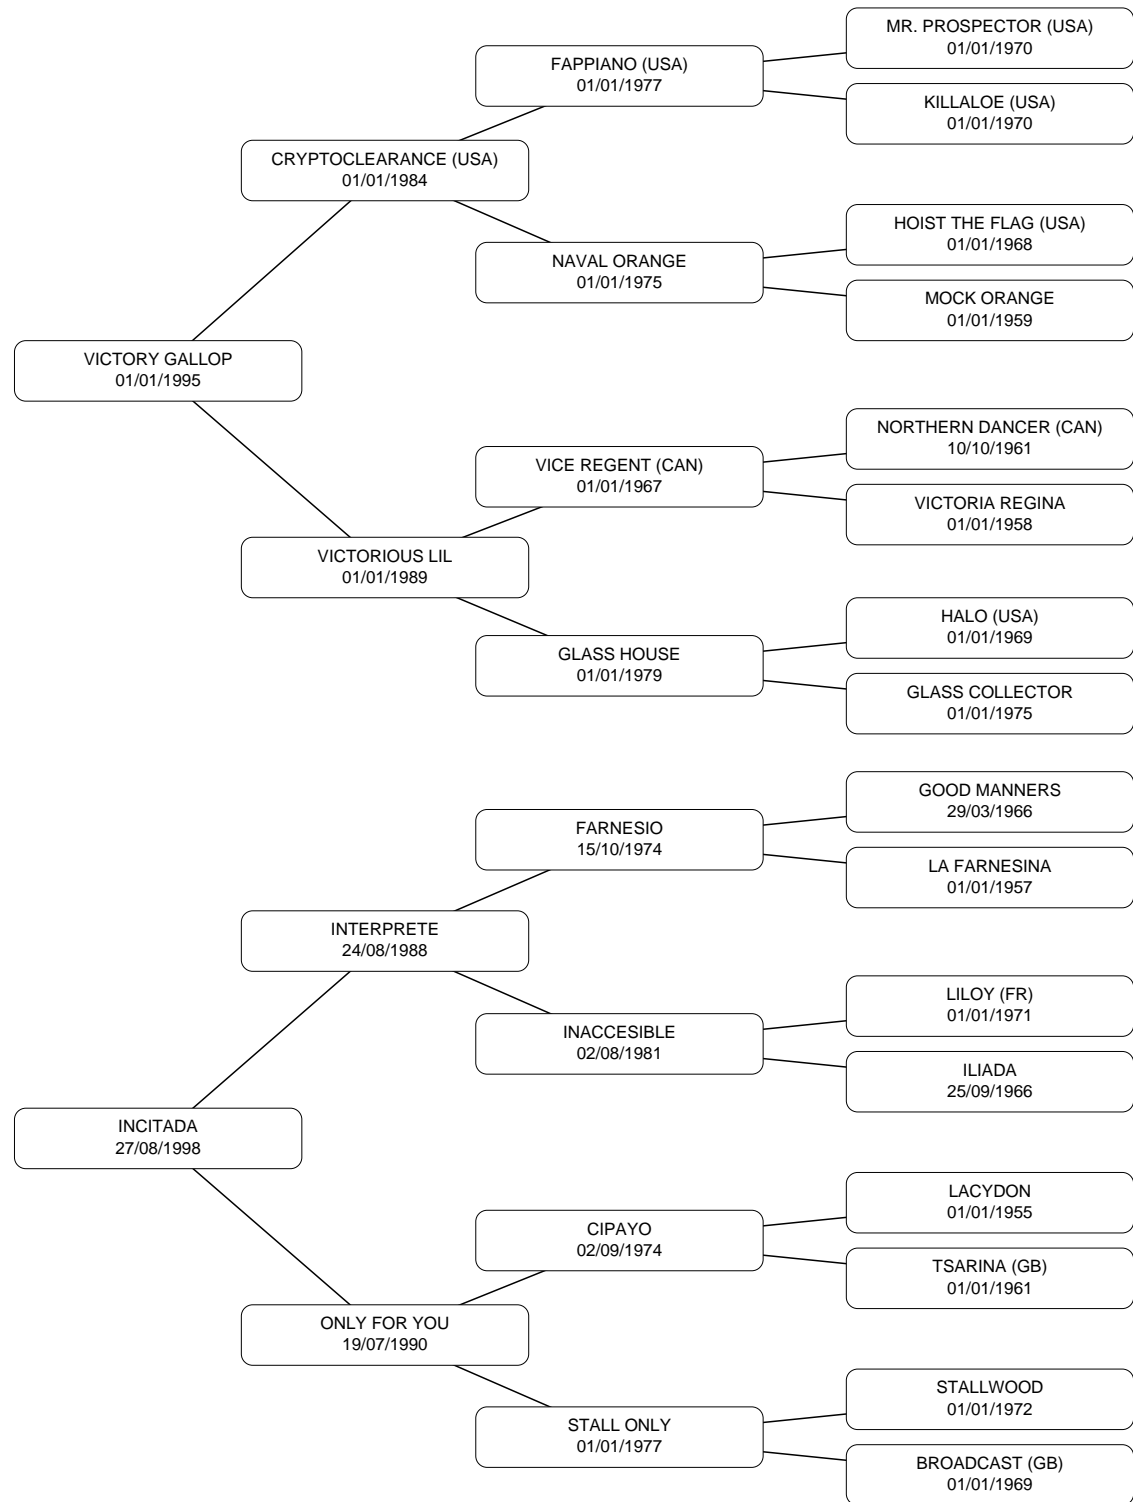 MR. PROSPECTOR (USA)
01/01/1970
FAPPIANO (USA)
01/01/1977
KILLALOE (USA)
01/01/1970
CRYPTOCLEARANCE (USA)
01/01/1984
HOIST THE FLAG (USA)
01/01/1968
NAVAL ORANGE
01/01/1975
MOCK ORANGE
01/01/1959
VICTORY GALLOP
01/01/1995
NORTHERN DANCER (CAN)
10/10/1961
VICE REGENT (CAN)
01/01/1967
VICTORIA REGINA
01/01/1958
VICTORIOUS LIL
01/01/1989
HALO (USA)
01/01/1969
GLASS HOUSE
01/01/1979
GLASS COLLECTOR
01/01/1975
GOOD MANNERS
29/03/1966
FARNESIO
15/10/1974
LA FARNESINA
01/01/1957
INTERPRETE
24/08/1988
LILOY (FR)
01/01/1971
INACCESIBLE
02/08/1981
ILIADA
25/09/1966
INCITADA
27/08/1998
LACYDON
01/01/1955
CIPAYO
02/09/1974
TSARINA (GB)
01/01/1961
ONLY FOR YOU
19/07/1990
STALLWOOD
01/01/1972
STALL ONLY
01/01/1977
BROADCAST (GB)
01/01/1969